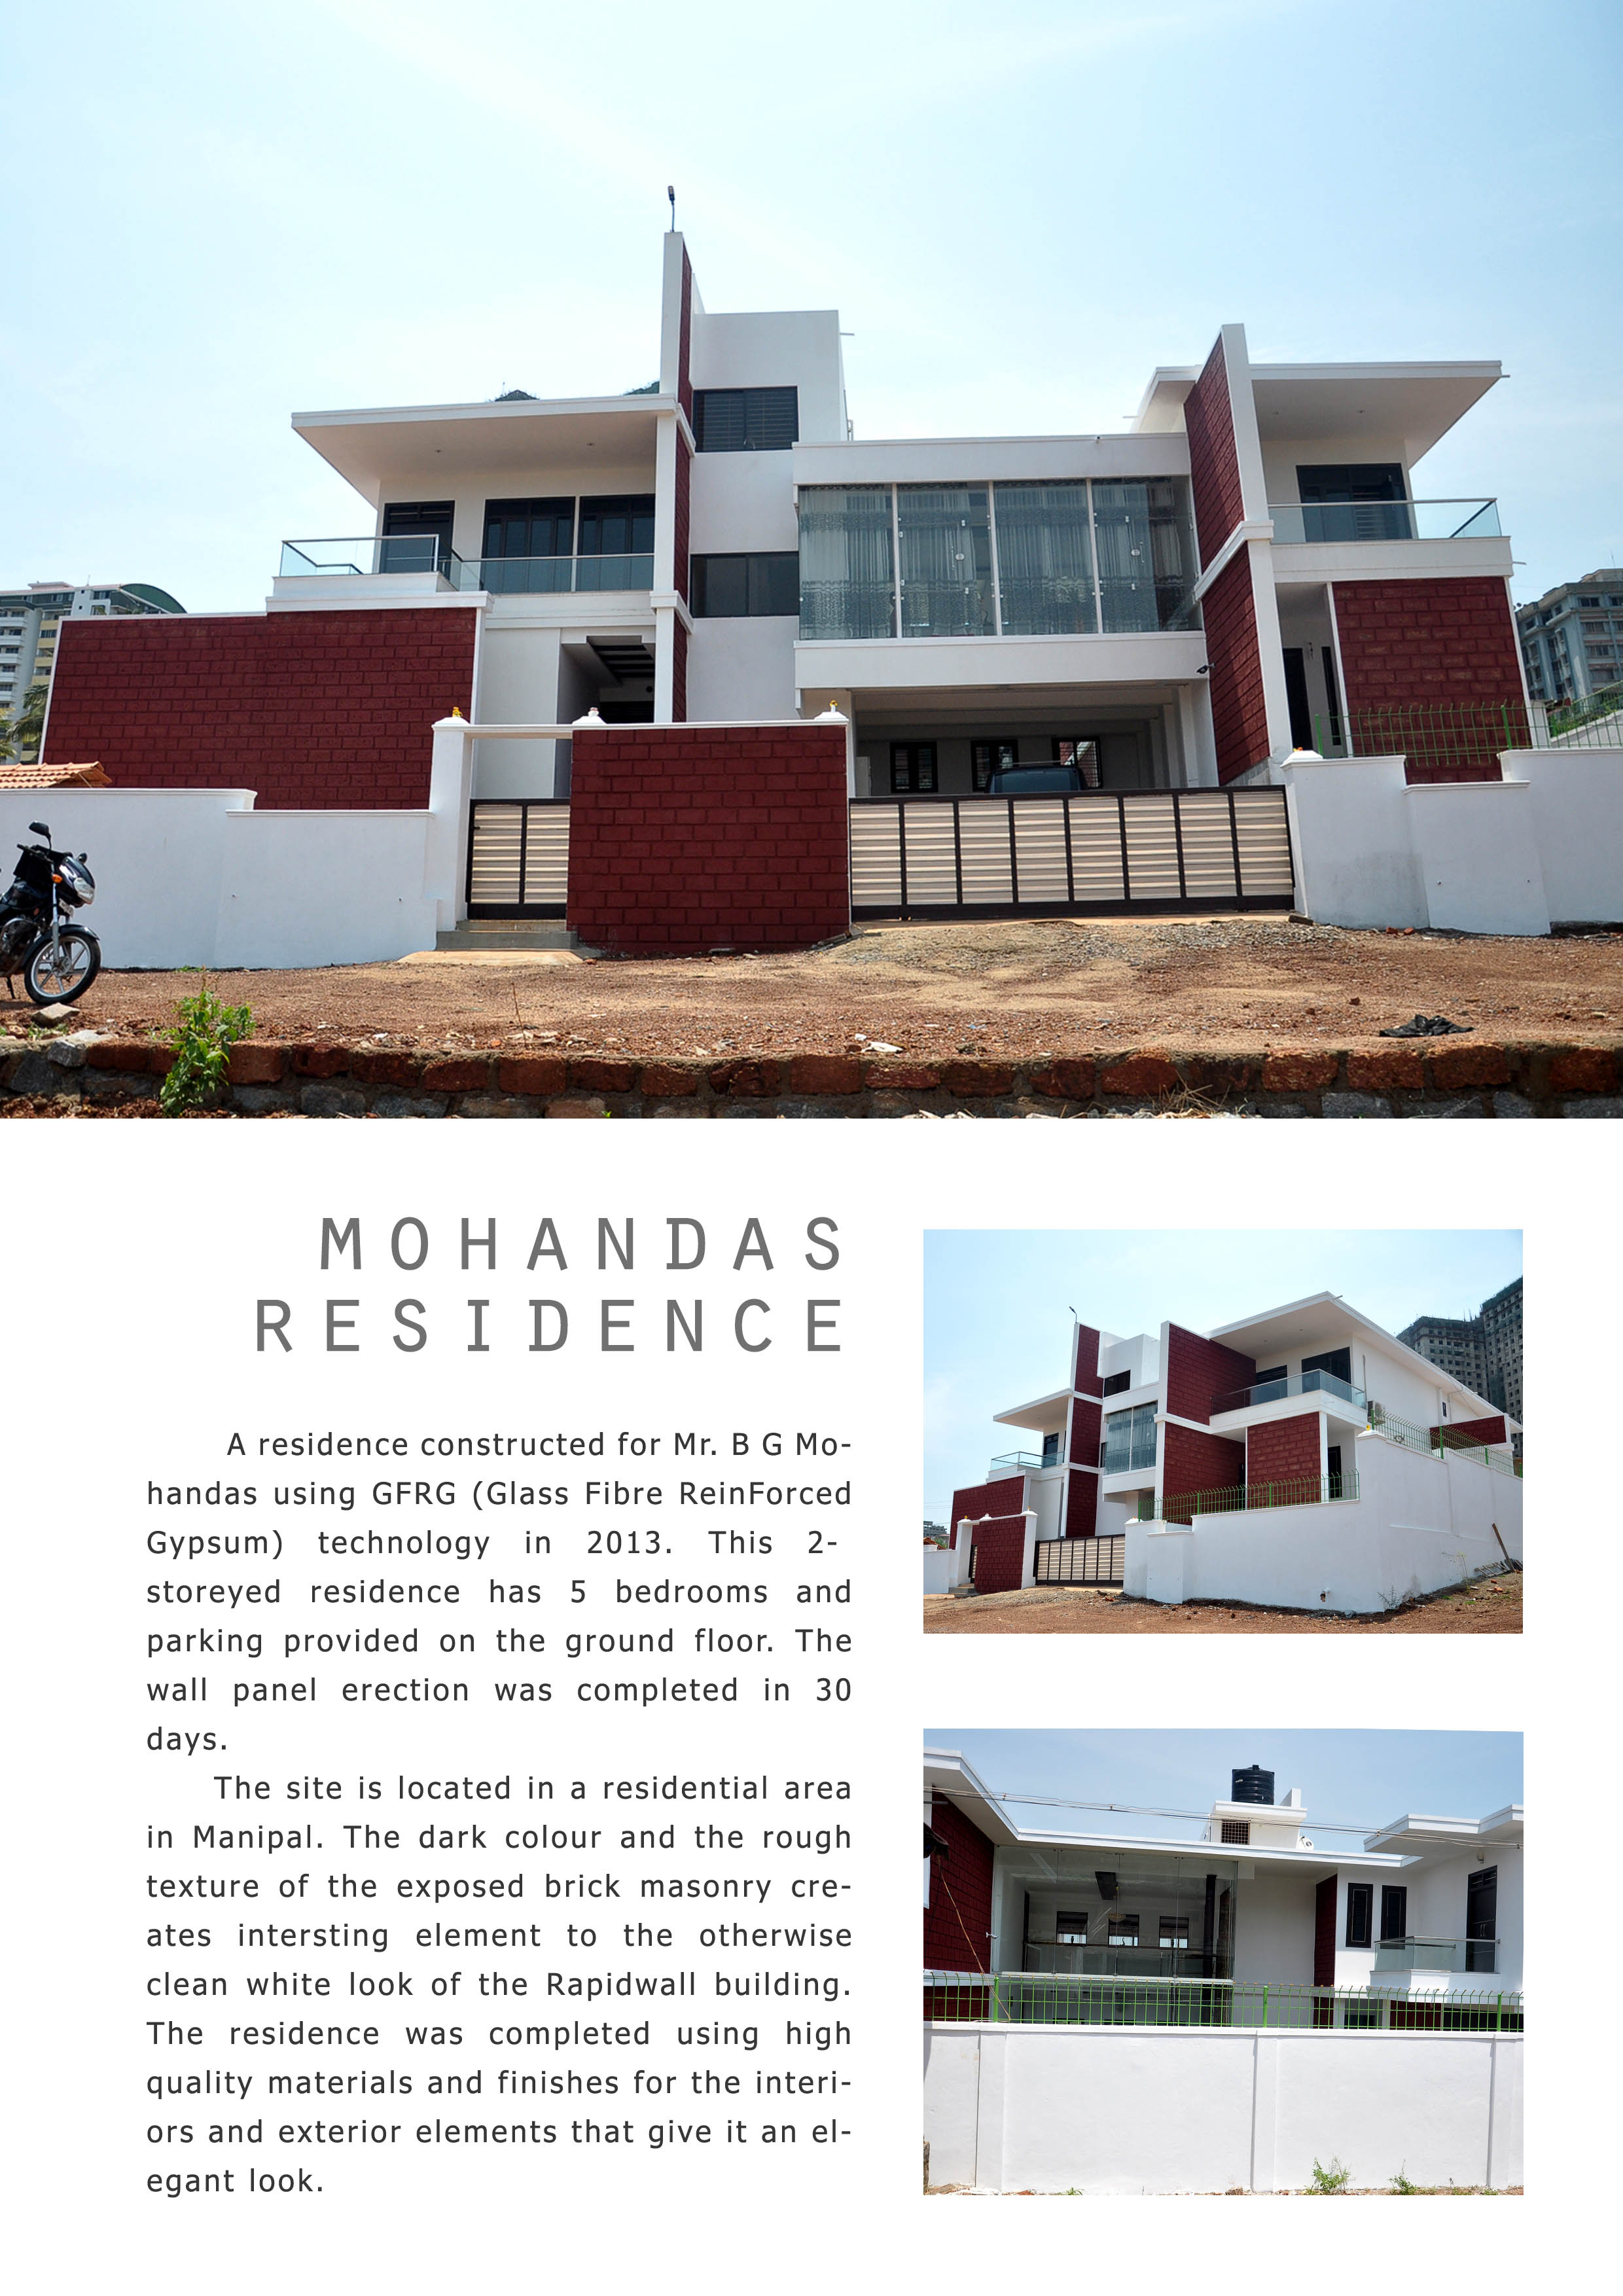 MOHANDAS
RESIDENCE
A residence constructed for Mr. B G Mo-
handas using GFRG (Glass Fibre ReinForced
Gypsum) technology in 2013. This 2-
storeyed residence has 5 bedrooms and
parking provided on the ground floor. The
wall panel erection was completed in 30
days.
The site is located in a residential area
in Manipal. The dark colour and the rough
texture of the exposed brick masonry cre-
ates intersting element to the otherwise
clean white look of the Rapidwall building.
The residence was completed using high
quality materials and finishes for the interi-
ors and exterior elements that give it an el-
egant look.